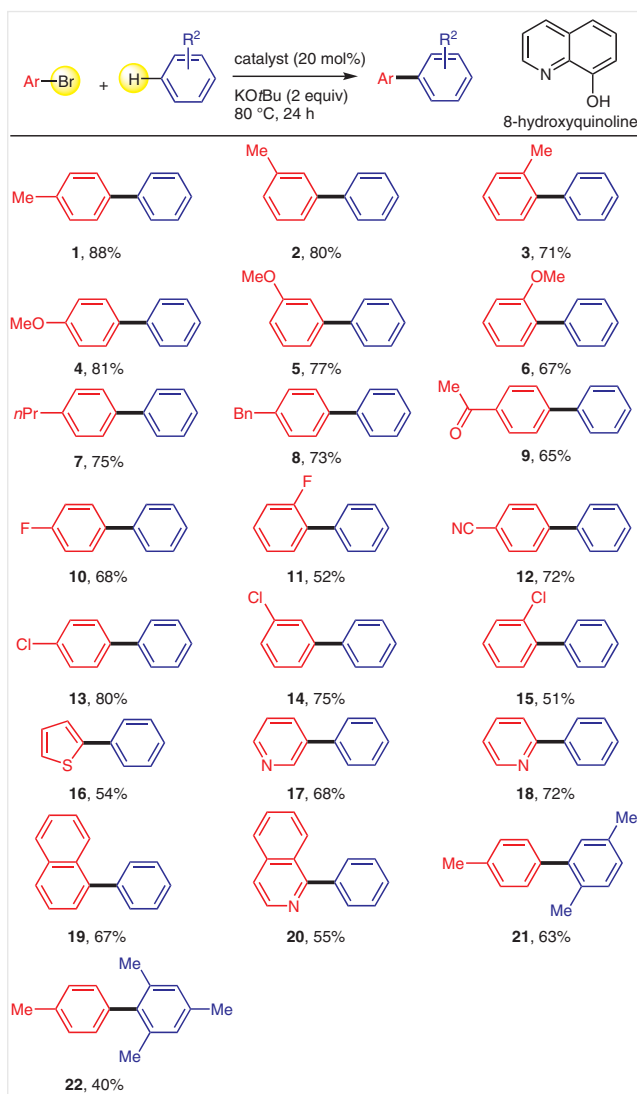 R2 R2
catalyst (20 mol%)
Ar Br + H Ar N
KOtBu (2 equiv)
80 °C, 24 h OH
8-hydroxyquinoline
Me Me
Me
1, 88% 2, 80% 3, 71%
MeO OMe
MeO
4, 81% 5, 77% 6, 67%
Me
nPr Bn
O
7, 75% 8, 73% 9, 65%
F
F NC
10, 68% 11, 52% 12, 72%
Cl Cl
Cl
13, 80% 14, 75% 15, 51%
S N N
16, 54% 17, 68% 18, 72%
Me
Me
N Me
19, 67% 20, 55% 21, 63%
Me
Me Me
Me
22, 40%